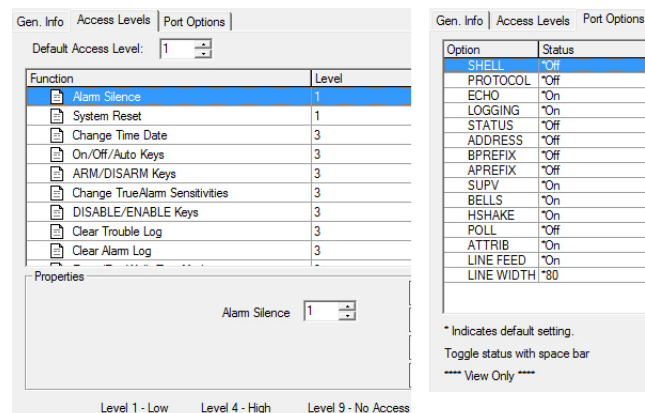 Gen. Info Access Levels Port Options
Default Access Level: 1
Function Level
Alarm Silence 1
System Reset 1
Change Time Date 3
On/Off/Auto Keys 3
ARM/DISARM Keys 3
Change TrueAlarm Sensitivities 3
DISABLE/ENABLE Keys 3
Clear Trouble Log 3
Clear Alarm Log 3
Properties
Alarm Silence 1
Level 1 - Low Level 4 - High Level 9 - No Access
Gen. Info Access Levels Port Options
Option Status
SHELL *Off
PROTOCOL *Off
ECHO *On
LOGGING *On
STATUS *Off
ADDRESS *Off
BPREFIX *Off
APREFIX *Off
SUPV *On
BELLS *On
HSHAKE *On
POLL *Off
ATTRIB *On
LINE FEED *On
LINE WIDTH *80
* Indicates default setting.
Toggle status with space bar
**** View Only ****